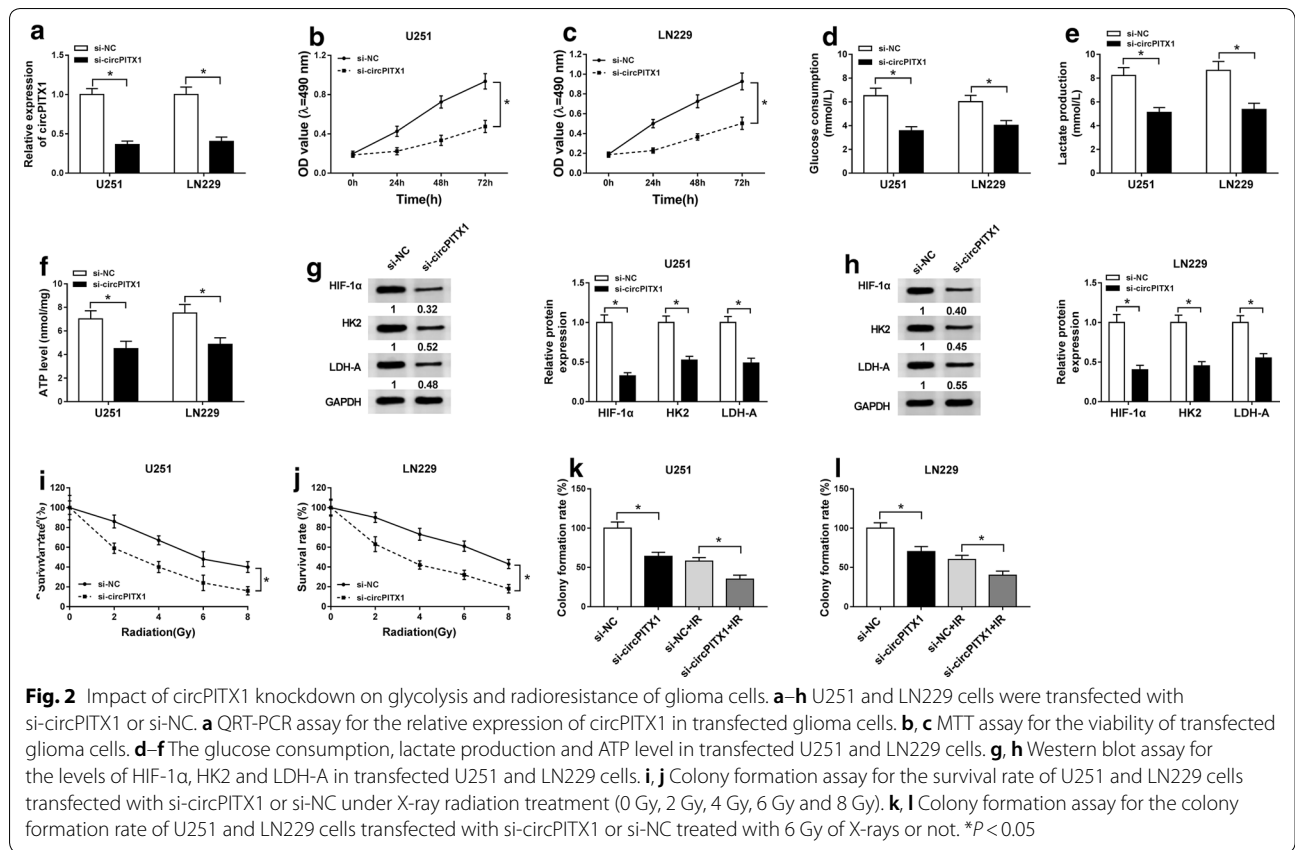 a
si-NC
si-circPITX1
Relative expression
of circPITX1
1.5
1.0
0.5
0.0
*
*
U251
LN229
b
U251
si-NC
si-circPITX1
OD value (λ=490 nm)
1.2
1.0
0.8
0.6
0.4
0.2
0.0
*
0h
24h
48h
72h
Time(h)
c
LN229
si-NC
si-circPITX1
OD value (λ=490 nm)
1.2
1.0
0.8
0.6
0.4
0.2
0.0
*
0h
24h
48h
72h
Time(h)
d
si-NC
si-circPITX1
Glucose consumption
mmol/L
10
8
6
4
2
0
*
*
U251
LN229
e
si-NC
si-circPITX1
Lactate production
(mmol/L)
10
8
6
4
2
0
*
*
U251
LN229
f
si-NC
si-circPITX1
ATP level (nmol/mg)
10
8
6
4
2
0
*
*
U251
LN229
g
si-NC
si-circPITX1
HIF-1α
1 0.32
HK2
1 0.52
LDH-A
1 0.48
GAPDH
U251
si-NC
si-circPITX1
Relative protein
expression
1.5
1.0
0.5
0.0
*
*
*
HIF-1α
HK2
LDH-A
h
si-NC
si-circPITX1
HIF-1α
1 0.40
HK2
1 0.45
LDH-A
1 0.55
GAPDH
LN229
si-NC
si-circPITX1
Relative protein
expression
1.5
1.0
0.5
0.0
*
*
*
HIF-1α
HK2
LDH-A
i
U251
(%)
120
100
80
60
40
20
0
si-NC
si-circPITX1
*
0
2
4
6
8
Radiation(Gy)
j
LN229
Survival rate (%)
120
100
80
60
40
20
0
si-NC
si-circPITX1
*
0
2
4
6
8
Radiation(Gy)
k
U251
Colony formation rate (%)
150
100
50
0
*
*
si-NC
si-circPITX1
si-NC+IR
si-circPITX1+IR
l
LN229
Colony formation rate (%)
150
100
50
0
*
*
si-NC
si-circPITX1
si-NC+IR
si-circPITX1+IR
Fig. 2 Impact of circPITX1 knockdown on glycolysis and radioresistance of glioma cells. a–h U251 and LN229 cells were transfected with
si-circPITX1 or si-NC. a QRT-PCR assay for the relative expression of circPITX1 in transfected glioma cells. b, c MTT assay for the viability of transfected
glioma cells. d–f The glucose consumption, lactate production and ATP level in transfected U251 and LN229 cells. g, h Western blot assay for
the levels of HIF-1α, HK2 and LDH-A in transfected U251 and LN229 cells. i, j Colony formation assay for the survival rate of U251 and LN229 cells
transfected with si-circPITX1 or si-NC under X-ray radiation treatment (0 Gy, 2 Gy, 4 Gy, 6 Gy and 8 Gy). k, l Colony formation assay for the colony
formation rate of U251 and LN229 cells transfected with si-circPITX1 or si-NC treated with 6 Gy of X-rays or not. *P < 0.05